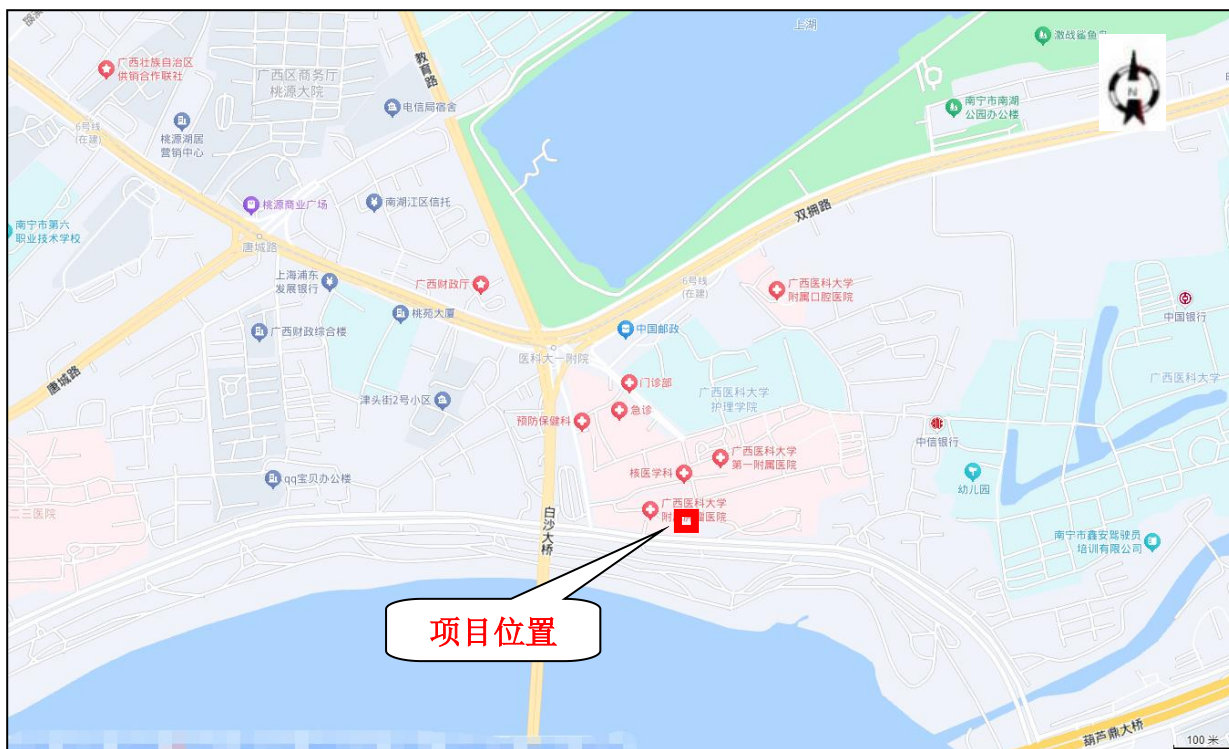 上湖
激战鲨鱼岛
N
教育路
广西壮族自治区
供销合作联社
广西区商务厅
桃源大院
电信局宿舍
南宁市南湖
公园办公楼
6号线
(在建)
桃源湖居
营销中心
桃源商业广场
南湖江区信托
双拥路
南宁市第六
职业技术学校
唐城路
上海浦东
发展银行
广西财政厅
6号线
(在建)
广西医科大学
附属口腔医院
中国银行
桃苑大厦
中国邮政
广西财政综合楼
医科大一附院
唐城路
门诊部
广西医科大学
护理学院
广西医科大学
津头街2号小区
急诊
预防保健科
中信银行
广西医科大学
第一附属医院
核医学科
qq宝贝办公楼
幼儿园
二三医院
广西医科大学
附
瘤医院
白沙大桥
南宁市鑫安驾驶员
培训有限公司
项目位置
葫芦鼎大桥
100 米